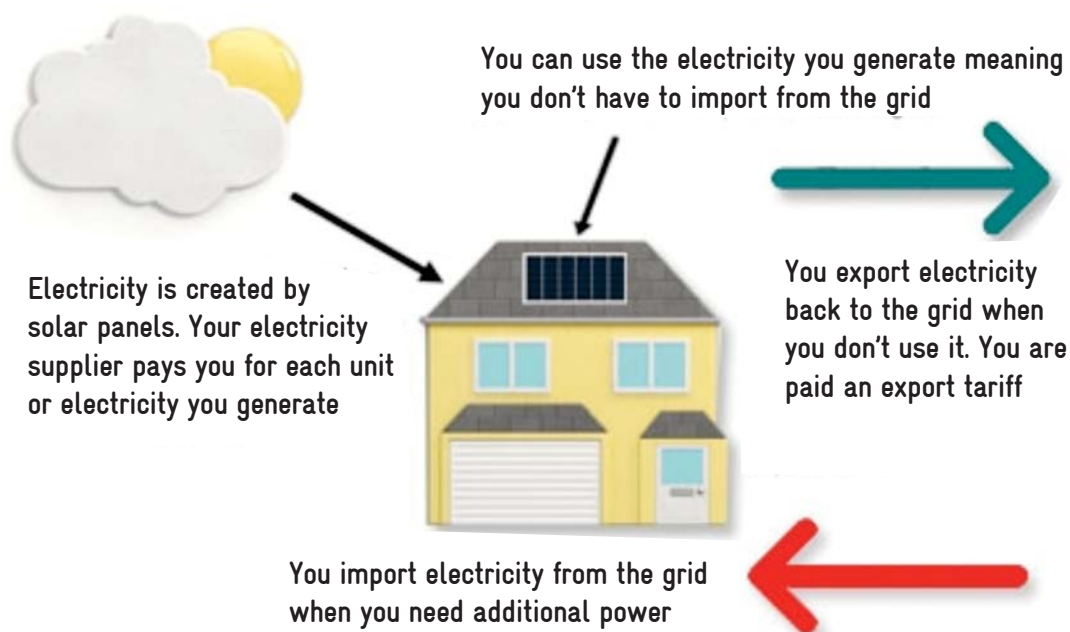 You can use the electricity you generate meaning
you don't have to import from the grid
Electricity is created by
solar panels. Your electricity
supplier pays you for each unit
or electricity you generate
You export electricity
back to the grid when
you don't use it. You are
paid an export tariff
You import electricity from the grid
when you need additional power